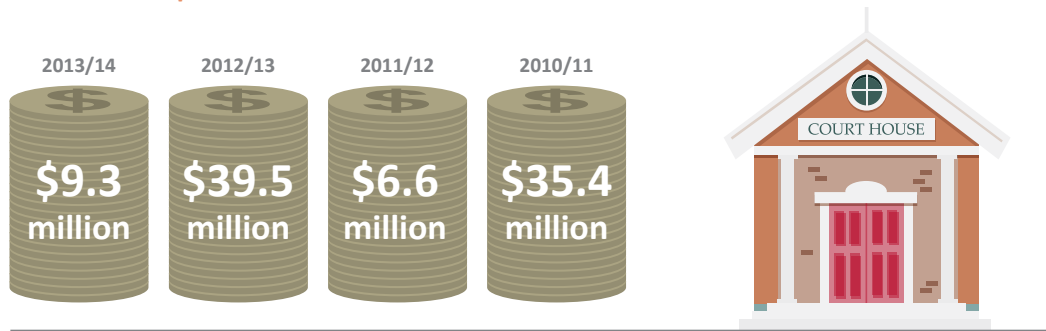 2013/14 2012/13 2011/12 2010/11
$ $ $ $
COURT HOUSE
$9.3 $39.5 $6.6 $35.4
million million million million